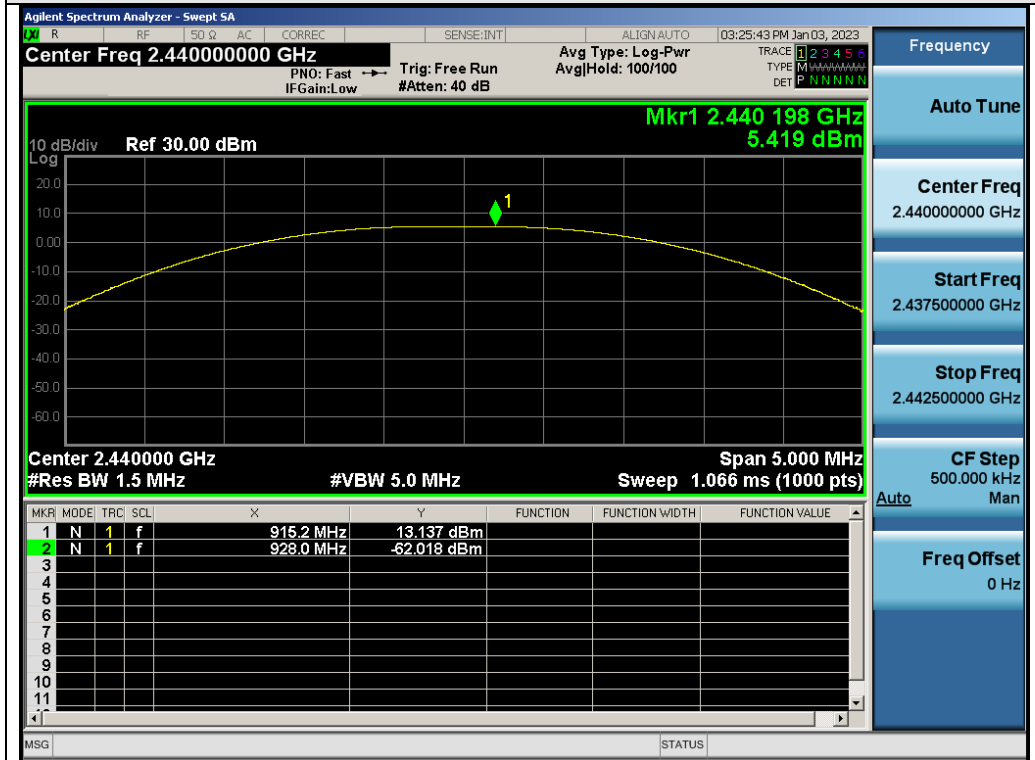 Agilent Spectrum Analyzer - Swept SA
LXI R RF 50 Ω AC CORREC SENSE:INT ALIGN AUTO 03:25:43 PM Jan 03, 2023
Center Freq 2.440000000 GHz
PNO: Fast
IFGain:Low
Trig: Free Run
#Atten: 40 dB
Avg Type: Log-Pwr
Avg|Hold: 100/100
TRACE 1 2 3 4 5 6
TYPE M WWWWW
DET P N N N N N
Mkr1 2.440 198 GHz
5.419 dBm
10 dB/div Ref 30.00 dBm
Log
20.0
10.0
0.00
-10.0
-20.0
-30.0
-40.0
-50.0
-60.0
1
Center 2.440000 GHz Span 5.000 MHz
#Res BW 1.5 MHz #VBW 5.0 MHz Sweep 1.066 ms (1000 pts)
MKR MODE TRC SCL X Y FUNCTION FUNCTION WIDTH FUNCTION VALUE
1 N 1 f 915.2 MHz 13.137 dBm
2 N 1 f 928.0 MHz -62.018 dBm
3
4
5
6
7
8
9
10
11
MSG STATUS
Frequency
Auto Tune
Center Freq
2.440000000 GHz
Start Freq
2.437500000 GHz
Stop Freq
2.442500000 GHz
CF Step
500.000 kHz
Auto Man
Freq Offset
0 Hz